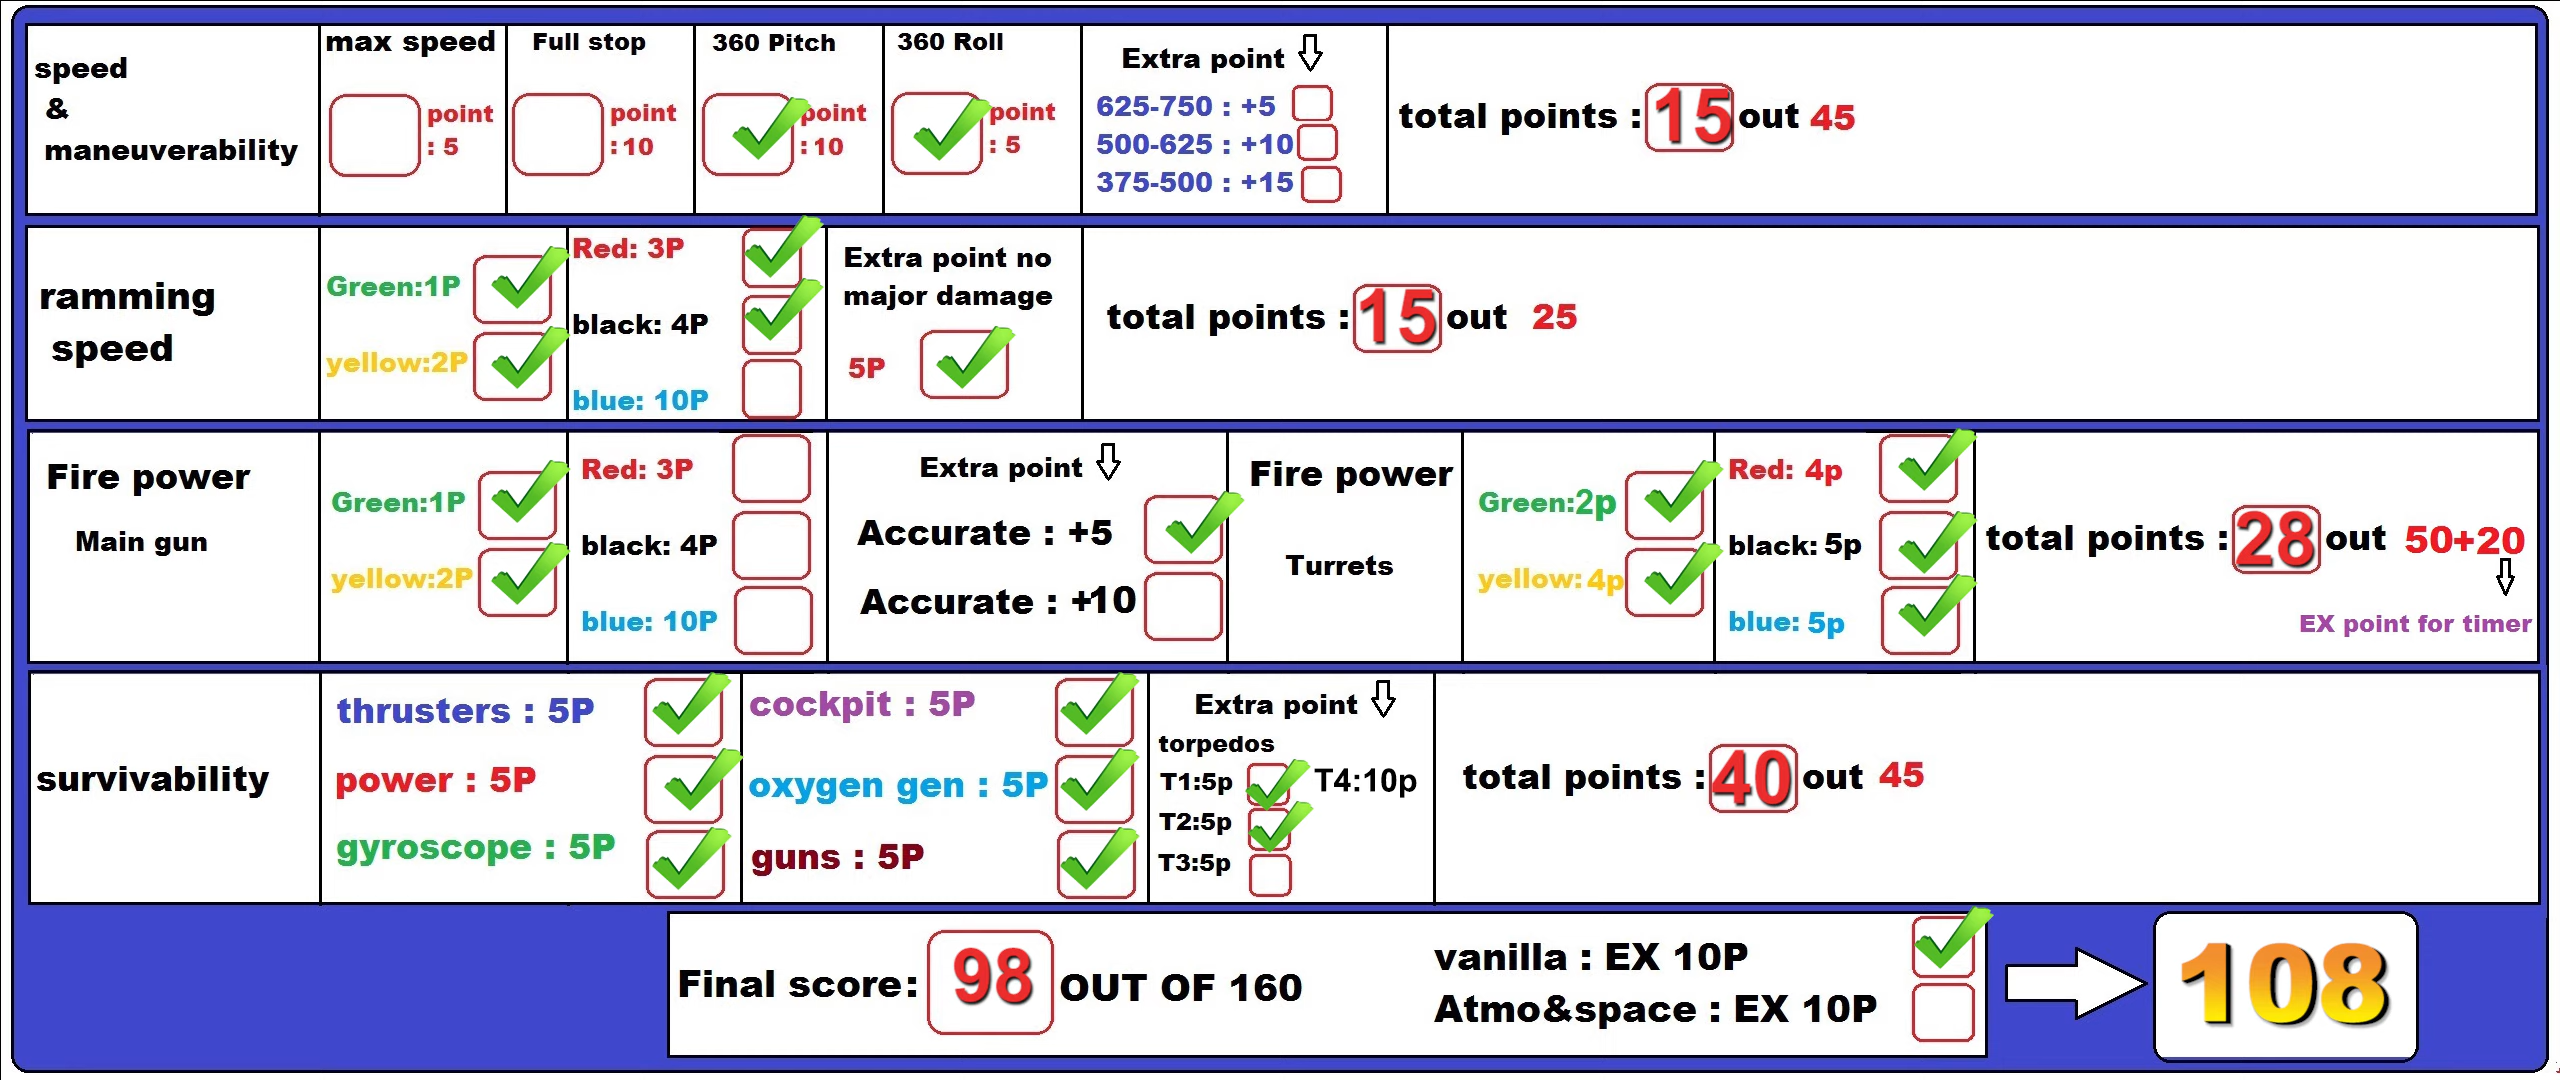 speed
&
maneuverability
max speed
point
: 5
Full stop
point
: 10
360 Pitch
point
: 10
360 Roll
point
: 5
Extra point
625-750 : +5
500-625 : +10
375-500 : +15
total points : 15 out 45
ramming
speed
Green:1P
yellow:2P
Red: 3P
black: 4P
blue: 10P
Extra point no
major damage
5P
total points : 15 out 25
Fire power
Main gun
Green:1P
yellow:2P
Red: 3P
black: 4P
blue: 10P
Extra point
Accurate : +5
Accurate : +10
Fire power
Turrets
Green:2p
yellow:4p
Red: 4p
black: 5p
blue: 5p
total points : 28 out 50+20
EX point for timer
survivability
thrusters : 5P
power : 5P
gyroscope : 5P
cockpit : 5P
oxygen gen : 5P
guns : 5P
Extra point
torpedos
T1:5p T4:10p
T2:5p
T3:5p
total points : 40 out 45
Final score: 98 OUT OF 160
vanilla : EX 10P
Atmo&space : EX 10P
108